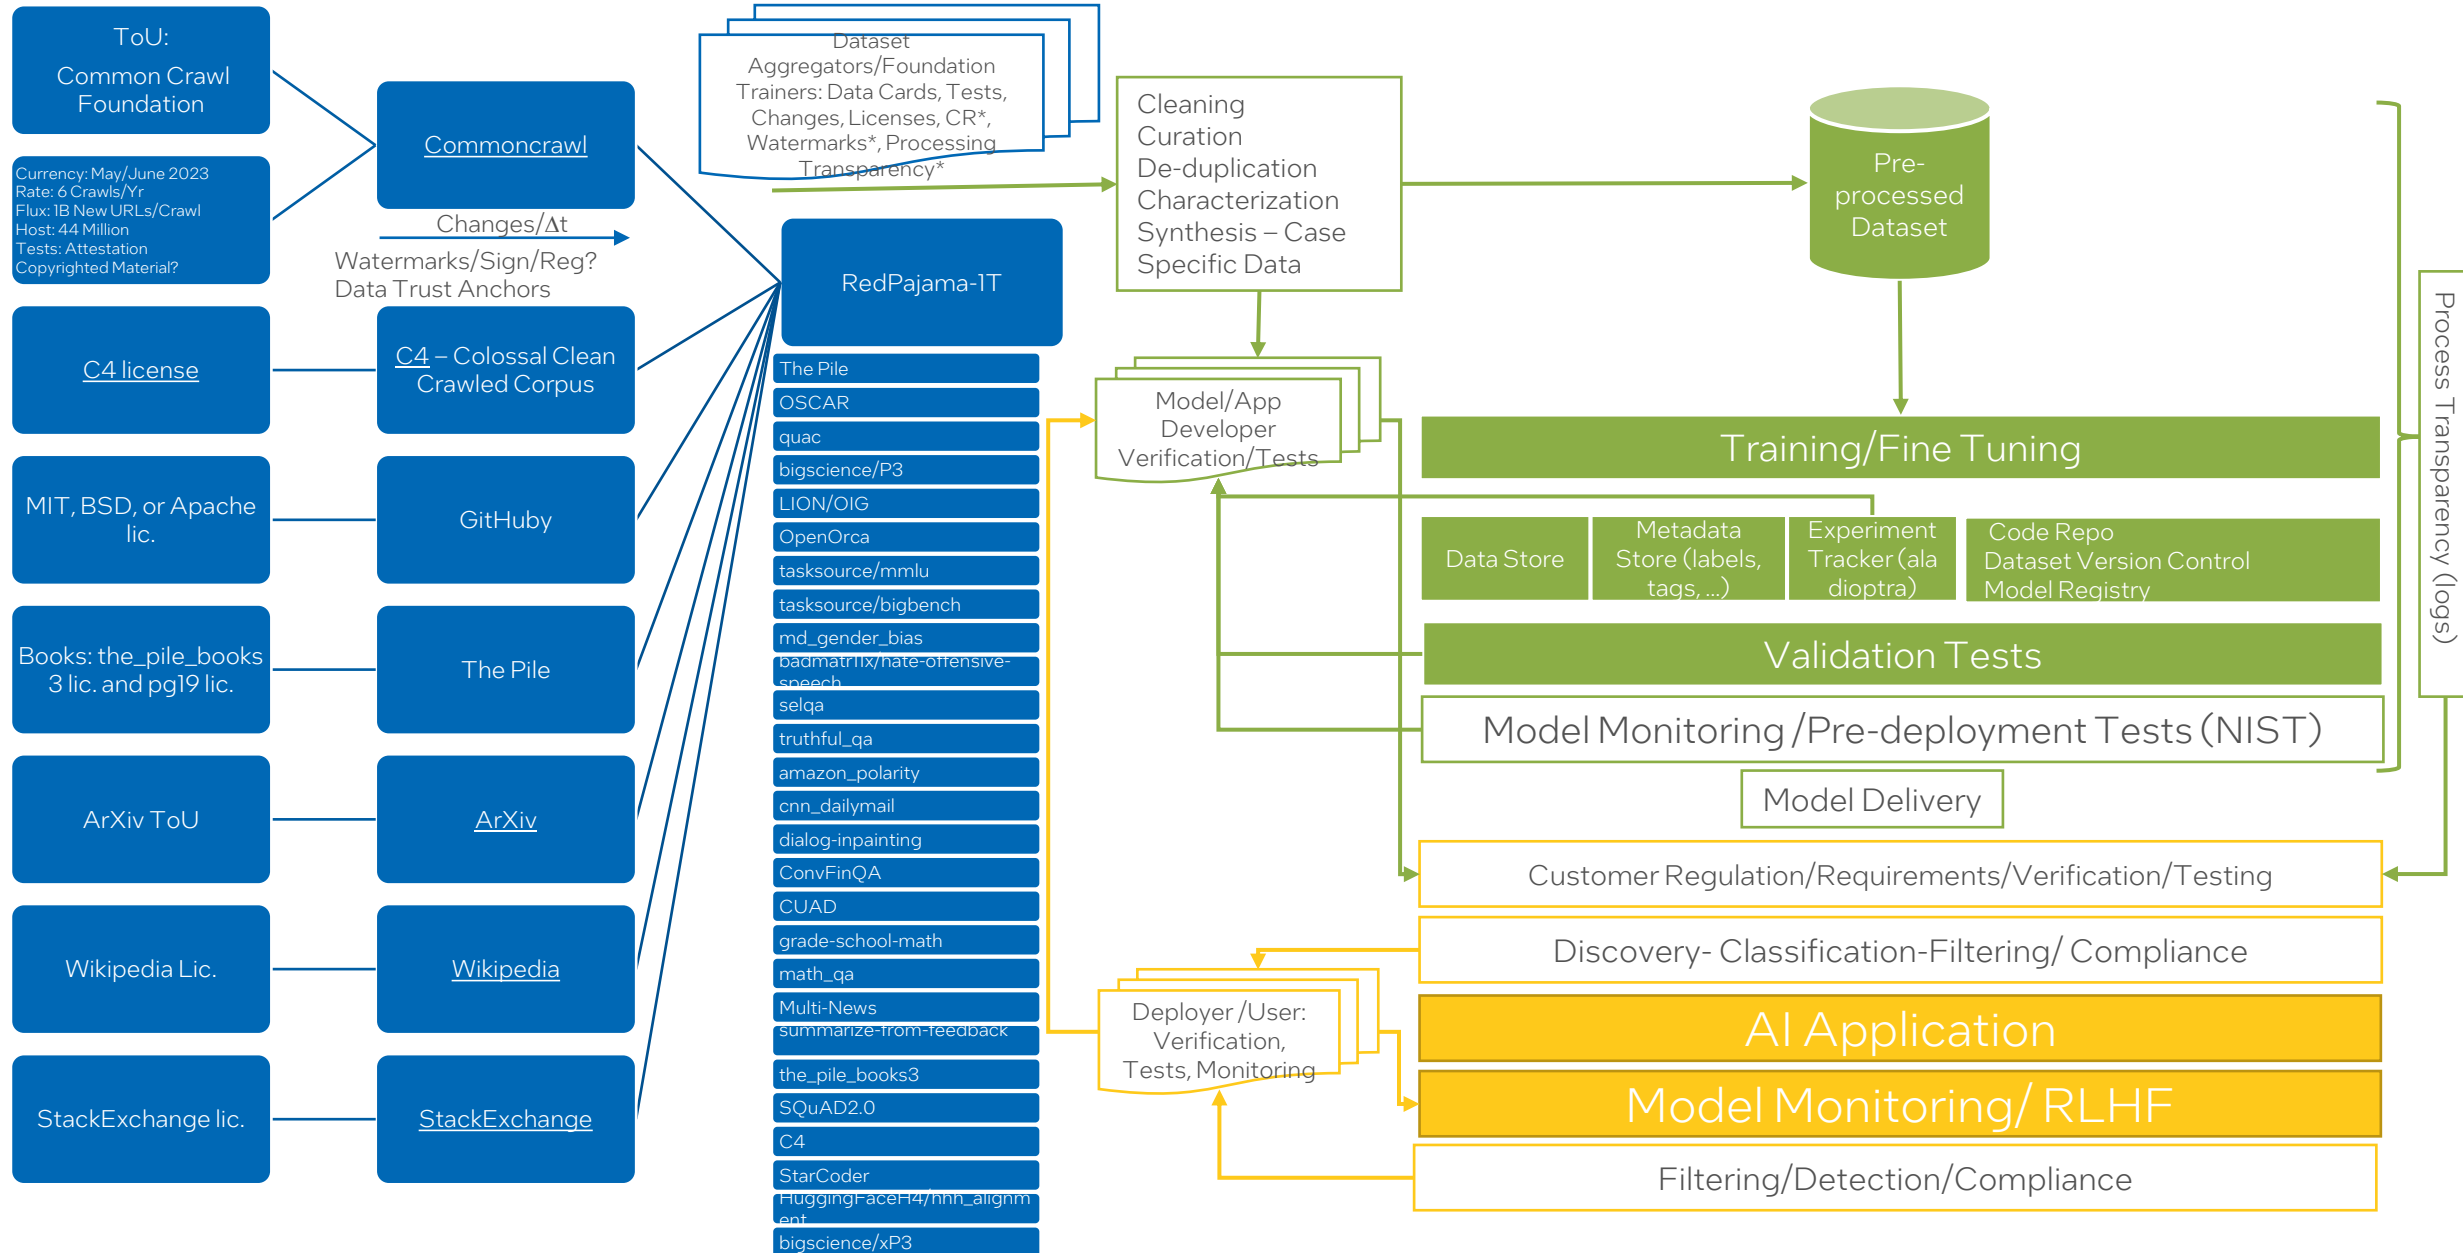 ToU:
Common Crawl
Foundation
Currency: May/June 2023
Rate: 6 Crawls/Yr
Flux: 1B New URLs/Crawl
Host: 44 Million
Tests: Attestation
Copyrighted Material?
C4 license
MIT, BSD, or Apache
lic.
Books: the_pile_books
3 lic. and pg19 lic.
ArXiv ToU
Wikipedia Lic.
StackExchange lic.
Commoncrawl
Changes/Δt
Watermarks/Sign/Reg?
Data Trust Anchors
C4 – Colossal Clean
Crawled Corpus
GitHuby
The Pile
ArXiv
Wikipedia
StackExchange
Dataset
Aggregators/Foundation
Trainers: Data Cards, Tests,
Changes, Licenses, CR*,
Watermarks*, Processing
Transparency*
RedPajama-1T
The Pile
OSCAR
quac
bigscience/P3
LION/OIG
OpenOrca
tasksource/mmlu
tasksource/bigbench
md_gender_bias
badmatr11x/hate-offensive-
speech
selqa
truthful_qa
amazon_polarity
cnn_dailymail
dialog-inpainting
ConvFinQA
CUAD
grade-school-math
math_qa
Multi-News
summarize-from-feedback
the_pile_books3
SQuAD2.0
C4
StarCoder
HuggingFaceH4/hhh_alignm
ent
bigscience/xP3
Cleaning
Curation
De-duplication
Characterization
Synthesis – Case
Specific Data
Pre-
processed
Dataset
Model/App
Developer
Verification/Tests
Training/Fine Tuning
Data Store
Metadata
Store (labels,
tags, ...)
Experiment
Tracker (ala
dioptra)
Code Repo
Dataset Version Control
Model Registry
Validation Tests
Model Monitoring /Pre-deployment Tests (NIST)
Model Delivery
Process Transparency (logs)
Customer Regulation/Requirements/Verification/Testing
Discovery- Classification-Filtering/ Compliance
Deployer /User:
Verification,
Tests, Monitoring
AI Application
Model Monitoring/ RLHF
Filtering/Detection/Compliance